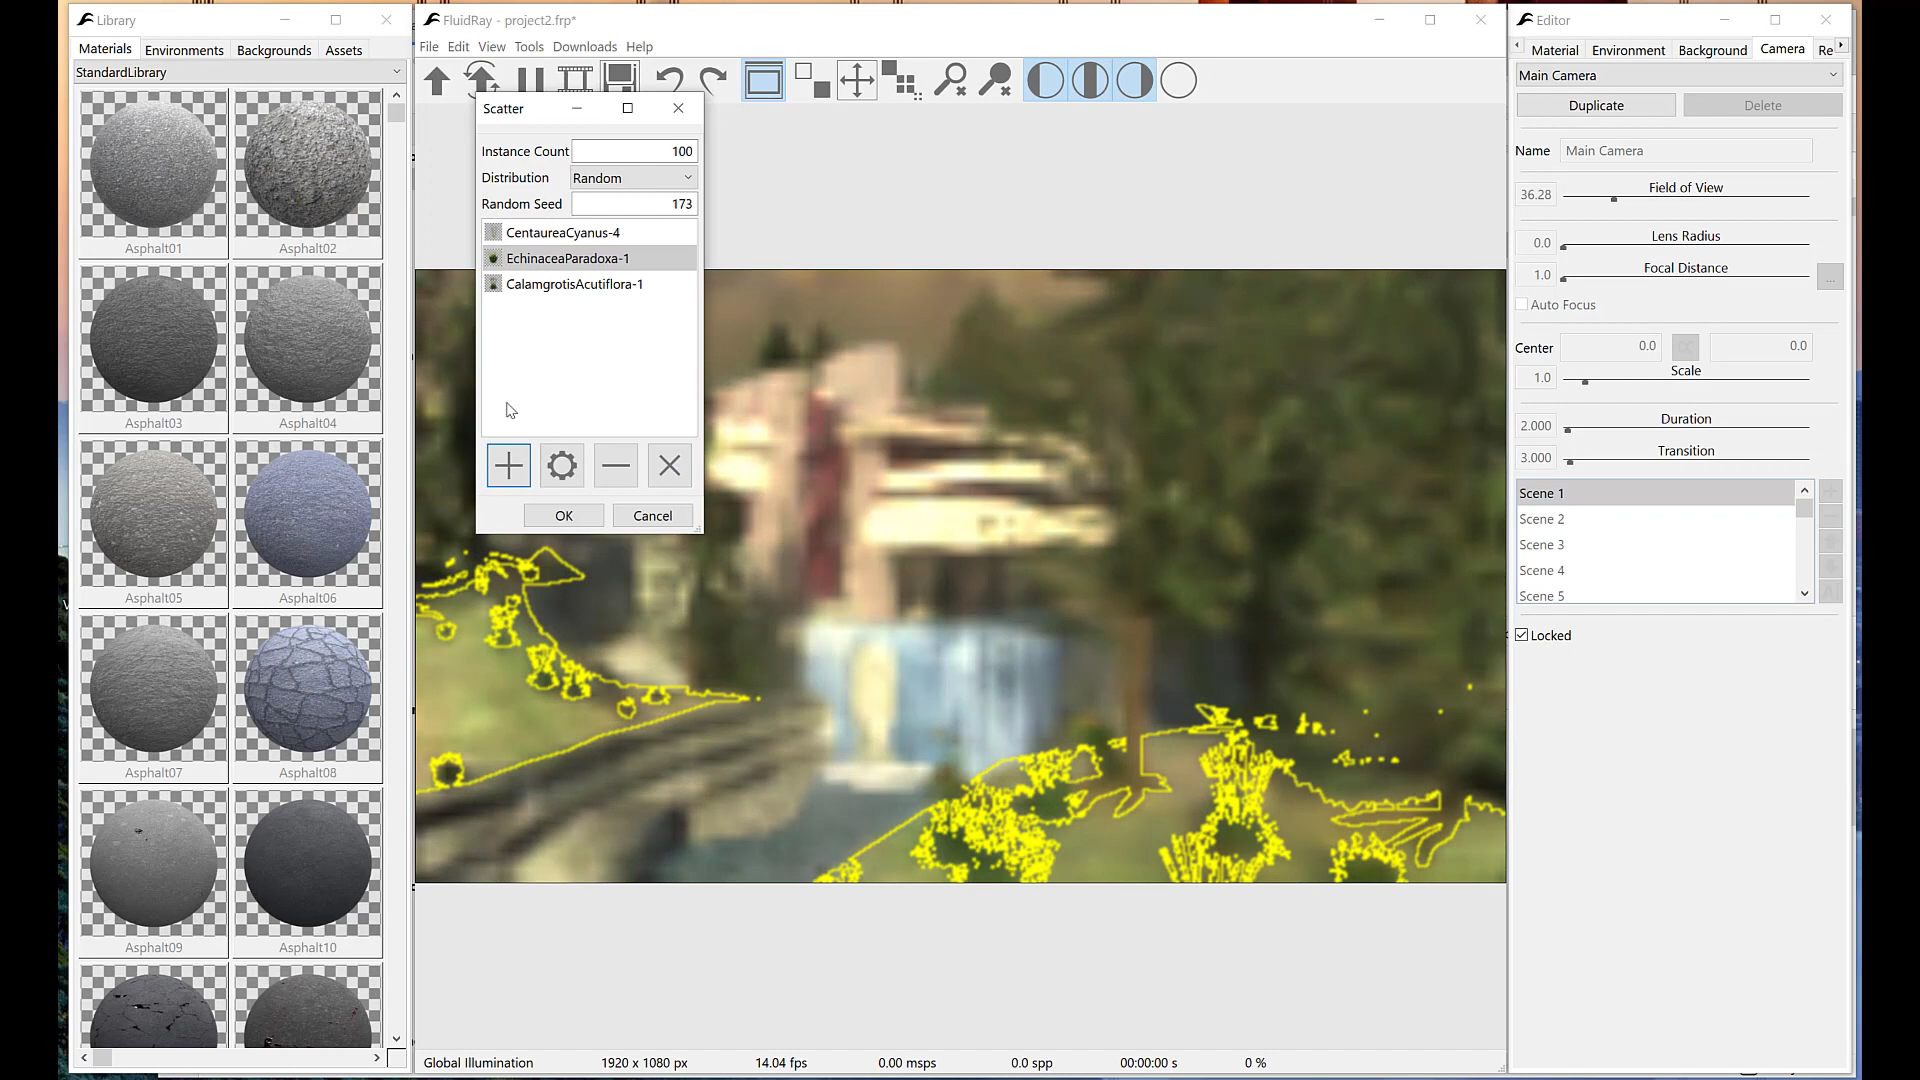 Library
Materials
Environments
Backgrounds
Assets
StandardLibrary
Asphalt01
Asphalt02
Asphalt03
Asphalt04
Asphalt05
Asphalt06
Asphalt07
Asphalt08
Asphalt09
Asphalt10
FluidRay - project2.frp*
File Edit View Tools Downloads Help
Scatter
Instance Count 100
Distribution Random
Random Seed 173
CentaureaCyanus-4
EchinaceaParadoxa-1
CalamgrotisAcutiflora-1
OK Cancel
Global Illumination 1920 x 1080 px 14.04 fps 0.00 msps 0.0 spp 00:00:00 s 0 %
Editor
Material Environment Background Camera Re
Main Camera
Duplicate Delete
Name Main Camera
Field of View
36.28
Lens Radius
0.0
Focal Distance
1.0
...
Auto Focus
Center 0.0 0.0
Scale
1.0
Duration
2.000
Transition
3.000
Scene 1
Scene 2
Scene 3
Scene 4
Scene 5
Locked